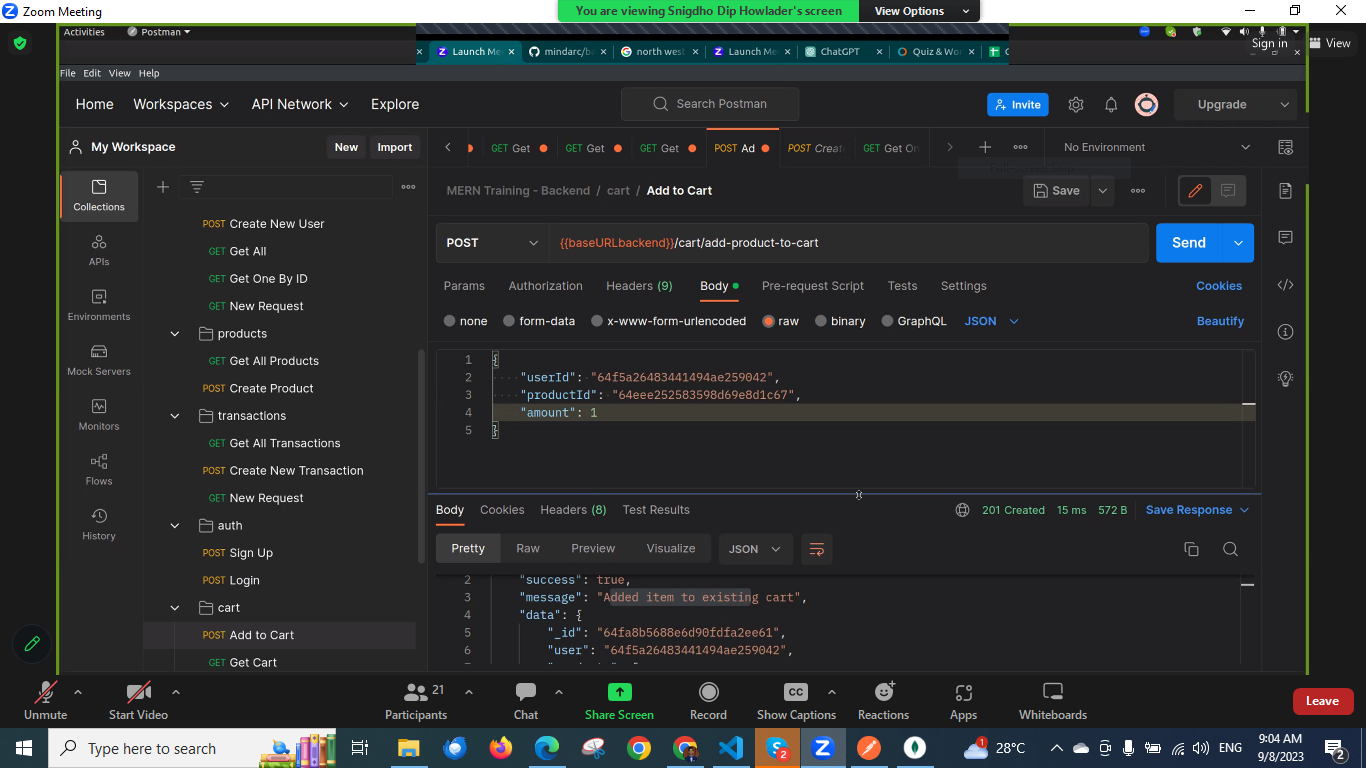 Zoom Meeting
You are viewing Snigdho Dip Howlader's screen
View Options
Activities
Postman
Launch Me
mindarc/b
north wes
Launch Me
ChatGPT
Quiz & Wo
Sign in
View
File Edit View Help
Home
Workspaces
API Network
Explore
Search Postman
Invite
Upgrade
My Workspace
New
Import
GET Get
GET Get
GET Get
POST Ad
POST Create
GET Get On
No Environment
MERN Training - Backend / cart / Add to Cart
Save
Collections
APIs
Environments
Mock Servers
Monitors
Flows
History
POST Create New User
GET Get All
GET Get One By ID
GET New Request
products
GET Get All Products
POST Create Product
transactions
GET Get All Transactions
POST Create New Transaction
GET New Request
auth
POST Sign Up
POST Login
cart
POST Add to Cart
GET Get Cart
POST
{{baseURLbackend}}/cart/add-product-to-cart
Send
Params
Authorization
Headers (9)
Body
Pre-request Script
Tests
Settings
Cookies
none
form-data
x-www-form-urlencoded
raw
binary
GraphQL
JSON
Beautify
1 {
2 "userId": "64f5a26483441494ae259042",
3 "productId": "64eee252583598d69e8d1c67",
4 "amount": 1
5 }
Body
Cookies
Headers (8)
Test Results
201 Created
15 ms
572 B
Save Response
Pretty
Raw
Preview
Visualize
JSON
2 "success": true,
3 "message": "Added item to existing cart",
4 "data": {
5 "_id": "64fa8b5688e6d90fdfa2ee61",
6 "user": "64f5a26483441494ae259042",
Unmute
Start Video
21
Participants
Chat
Share Screen
Record
CC
Show Captions
Reactions
Apps
Whiteboards
Leave
Type here to search
2
1
28°C
ENG
9:04 AM
9/8/2023
2